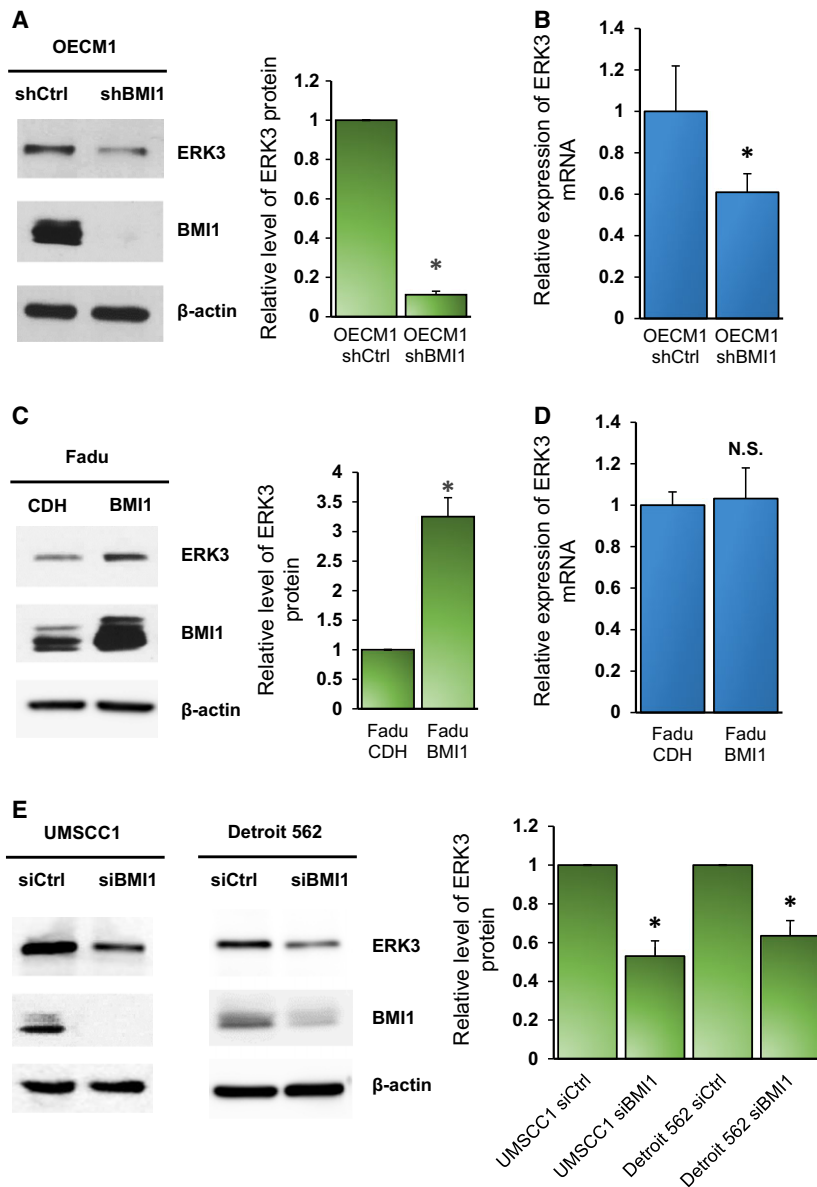 A
OECM1
shCtrl shBMI1
ERK3
BMI1
β-actin
Relative level of ERK3 protein
1.2
1
0.8
0.6
0.4
0.2
0
*
OECM1 OECM1
shCtrl shBMI1
B
Relative expression of ERK3
mRNA
1.4
1.2
1
0.8
0.6
0.4
0.2
0
*
OECM1 OECM1
shCtrl shBMI1
C
Fadu
CDH BMI1
ERK3
BMI1
β-actin
Relative level of ERK3
protein
4
3.5
3
2.5
2
1.5
1
0.5
0
*
Fadu Fadu
CDH BMI1
D
Relative expression of ERK3
mRNA
1.4
1.2
1
0.8
0.6
0.4
0.2
0
N.S.
Fadu Fadu
CDH BMI1
E
UMSCC1 Detroit 562
siCtrl siBMI1 siCtrl siBMI1
ERK3
BMI1
β-actin
Relative level of ERK3
protein
1.2
1
0.8
0.6
0.4
0.2
0
* *
UMSCC1 siCtrl
UMSCC1 siBMI1
Detroit 562 siCtrl
Detroit 562 siBMI1